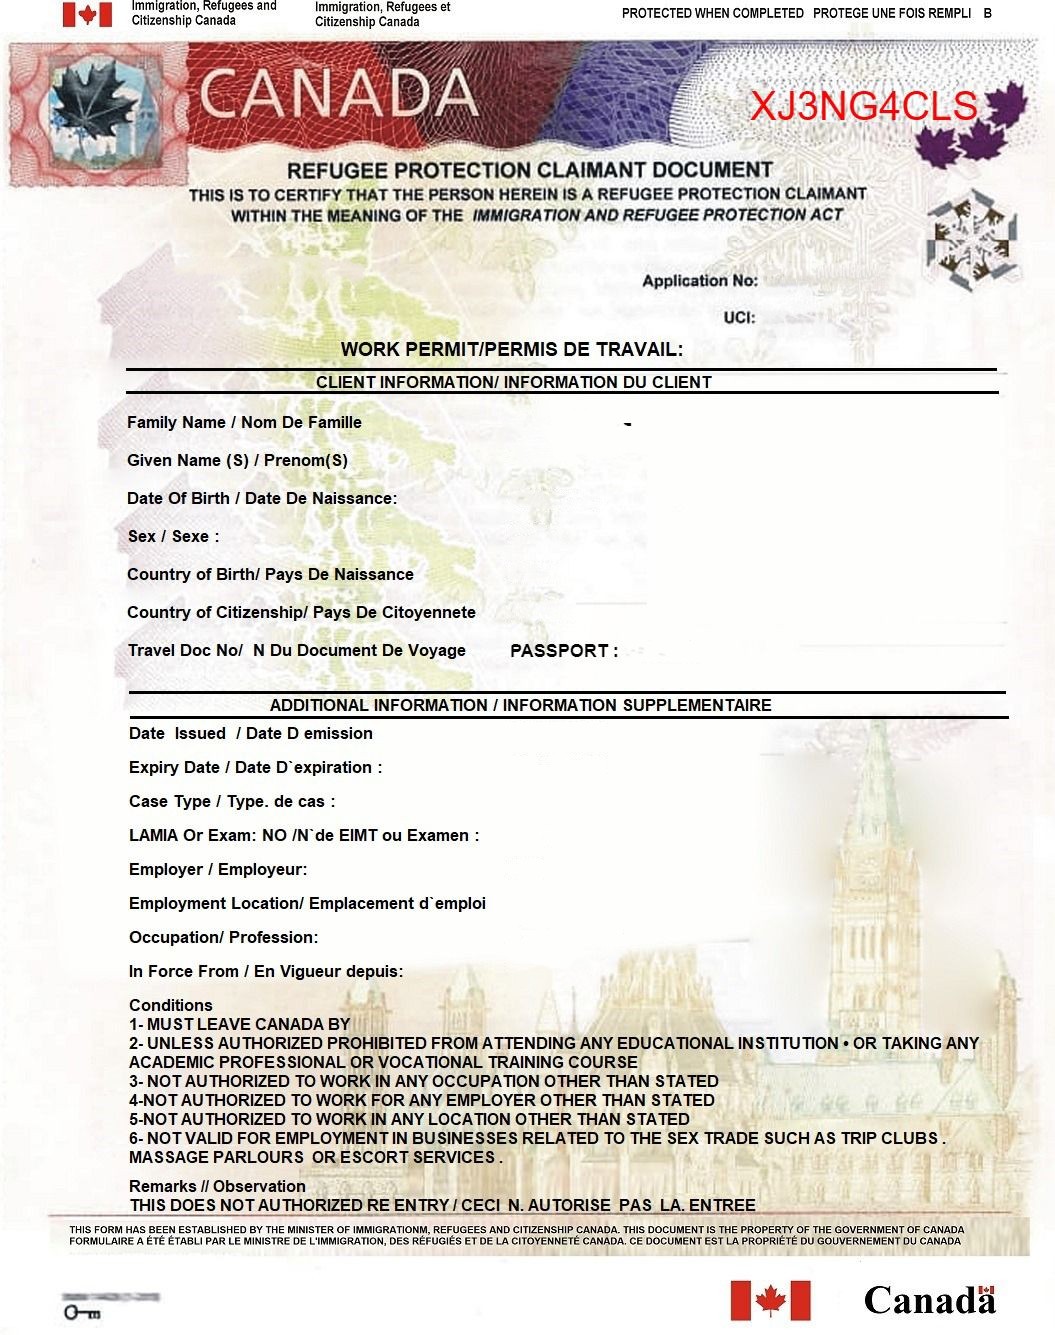 Immigration, Refugees and
Citizenship Canada
Immigration, Refugees et
Citizenship Canada
PROTECTED WHEN COMPLETED PROTEGE UNE FOIS REMPLI B
CANADA
XJ3NG4CLS
REFUGEE PROTECTION CLAIMANT DOCUMENT
THIS IS TO CERTIFY THAT THE PERSON HEREIN IS A REFUGEE PROTECTION CLAIMANT
WITHIN THE MEANING OF THE IMMIGRATION AND REFUGEE PROTECTION ACT
Application No:
UCI:
WORK PERMIT/PERMIS DE TRAVAIL:
CLIENT INFORMATION/ INFORMATION DU CLIENT
Family Name / Nom De Famille -
Given Name (S) / Prenom(S)
Date Of Birth / Date De Naissance:
Sex / Sexe :
Country of Birth/ Pays De Naissance
Country of Citizenship/ Pays De Citoyennete
Travel Doc No/ N Du Document De Voyage PASSPORT :
ADDITIONAL INFORMATION / INFORMATION SUPPLEMENTAIRE
Date Issued / Date D emission
Expiry Date / Date D`expiration :
Case Type / Type. de cas :
LAMIA Or Exam: NO /N`de EIMT ou Examen :
Employer / Employeur:
Employment Location/ Emplacement d`emploi
Occupation/ Profession:
In Force From / En Vigueur depuis:
Conditions
1- MUST LEAVE CANADA BY
2- UNLESS AUTHORIZED PROHIBITED FROM ATTENDING ANY EDUCATIONAL INSTITUTION • OR TAKING ANY
ACADEMIC PROFESSIONAL OR VOCATIONAL TRAINING COURSE
3- NOT AUTHORIZED TO WORK IN ANY OCCUPATION OTHER THAN STATED
4-NOT AUTHORIZED TO WORK FOR ANY EMPLOYER OTHER THAN STATED
5-NOT AUTHORIZED TO WORK IN ANY LOCATION OTHER THAN STATED
6- NOT VALID FOR EMPLOYMENT IN BUSINESSES RELATED TO THE SEX TRADE SUCH AS TRIP CLUBS .
MASSAGE PARLOURS OR ESCORT SERVICES .
Remarks // Observation
THIS DOES NOT AUTHORIZED RE ENTRY / CECI N. AUTORISE PAS LA. ENTREE
THIS FORM HAS BEEN ESTABLISHED BY THE MINISTER OF IMMIGRATIONM, REFUGEES AND CITIZENSHIP CANADA. THIS DOCUMENT IS THE PROPERTY OF THE GOVERNMENT OF CANADA
FORMULAIRE A ÉTÉ ÉTABLI PAR LE MINISTRE DE L'IMMIGRATION, DES RÉFUGIÉS ET DE LA CITOYENNETÉ CANADA. CE DOCUMENT EST LA PROPRIÉTÉ DU GOUVERNEMENT DU CANADA
Canada